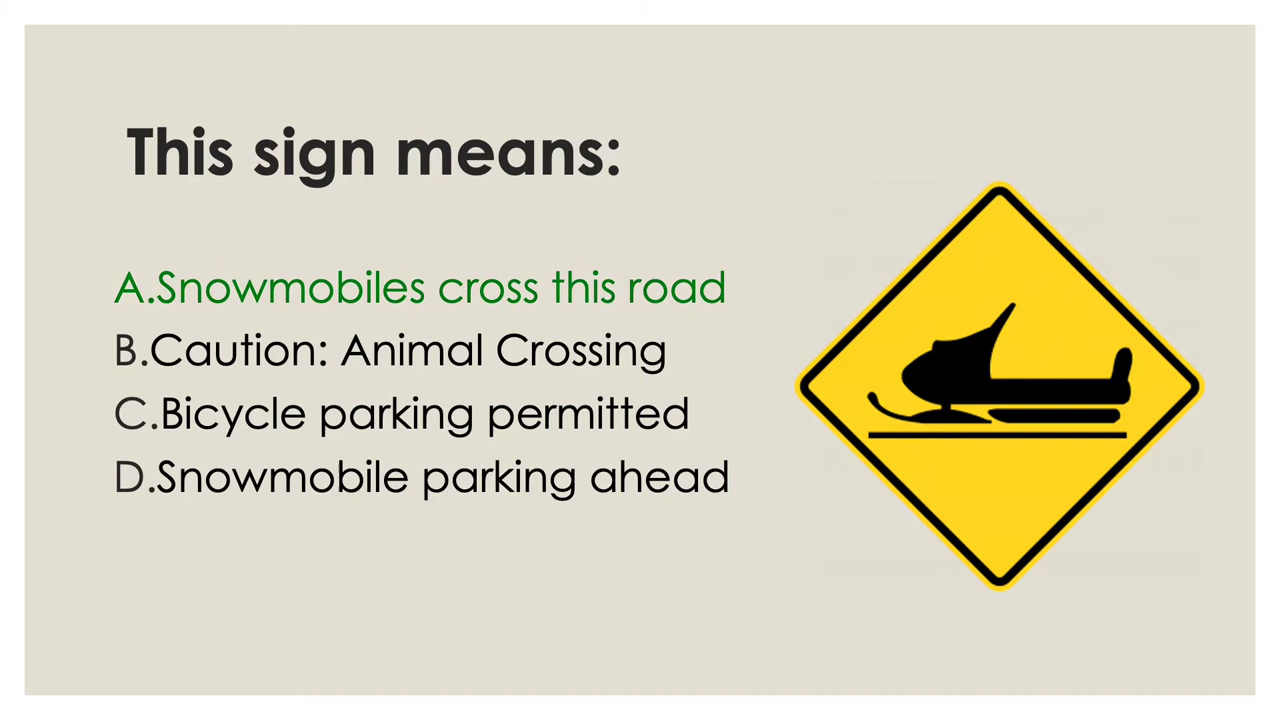 This sign means:
A.Snowmobiles cross this road
B.Caution: Animal Crossing
C.Bicycle parking permitted
D.Snowmobile parking ahead